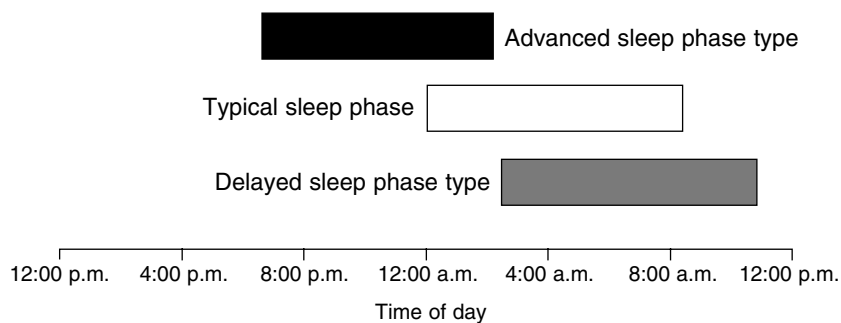 Advanced sleep phase type
Typical sleep phase
Delayed sleep phase type
12:00 p.m. 4:00 p.m. 8:00 p.m. 12:00 a.m. 4:00 a.m. 8:00 a.m. 12:00 p.m.
Time of day